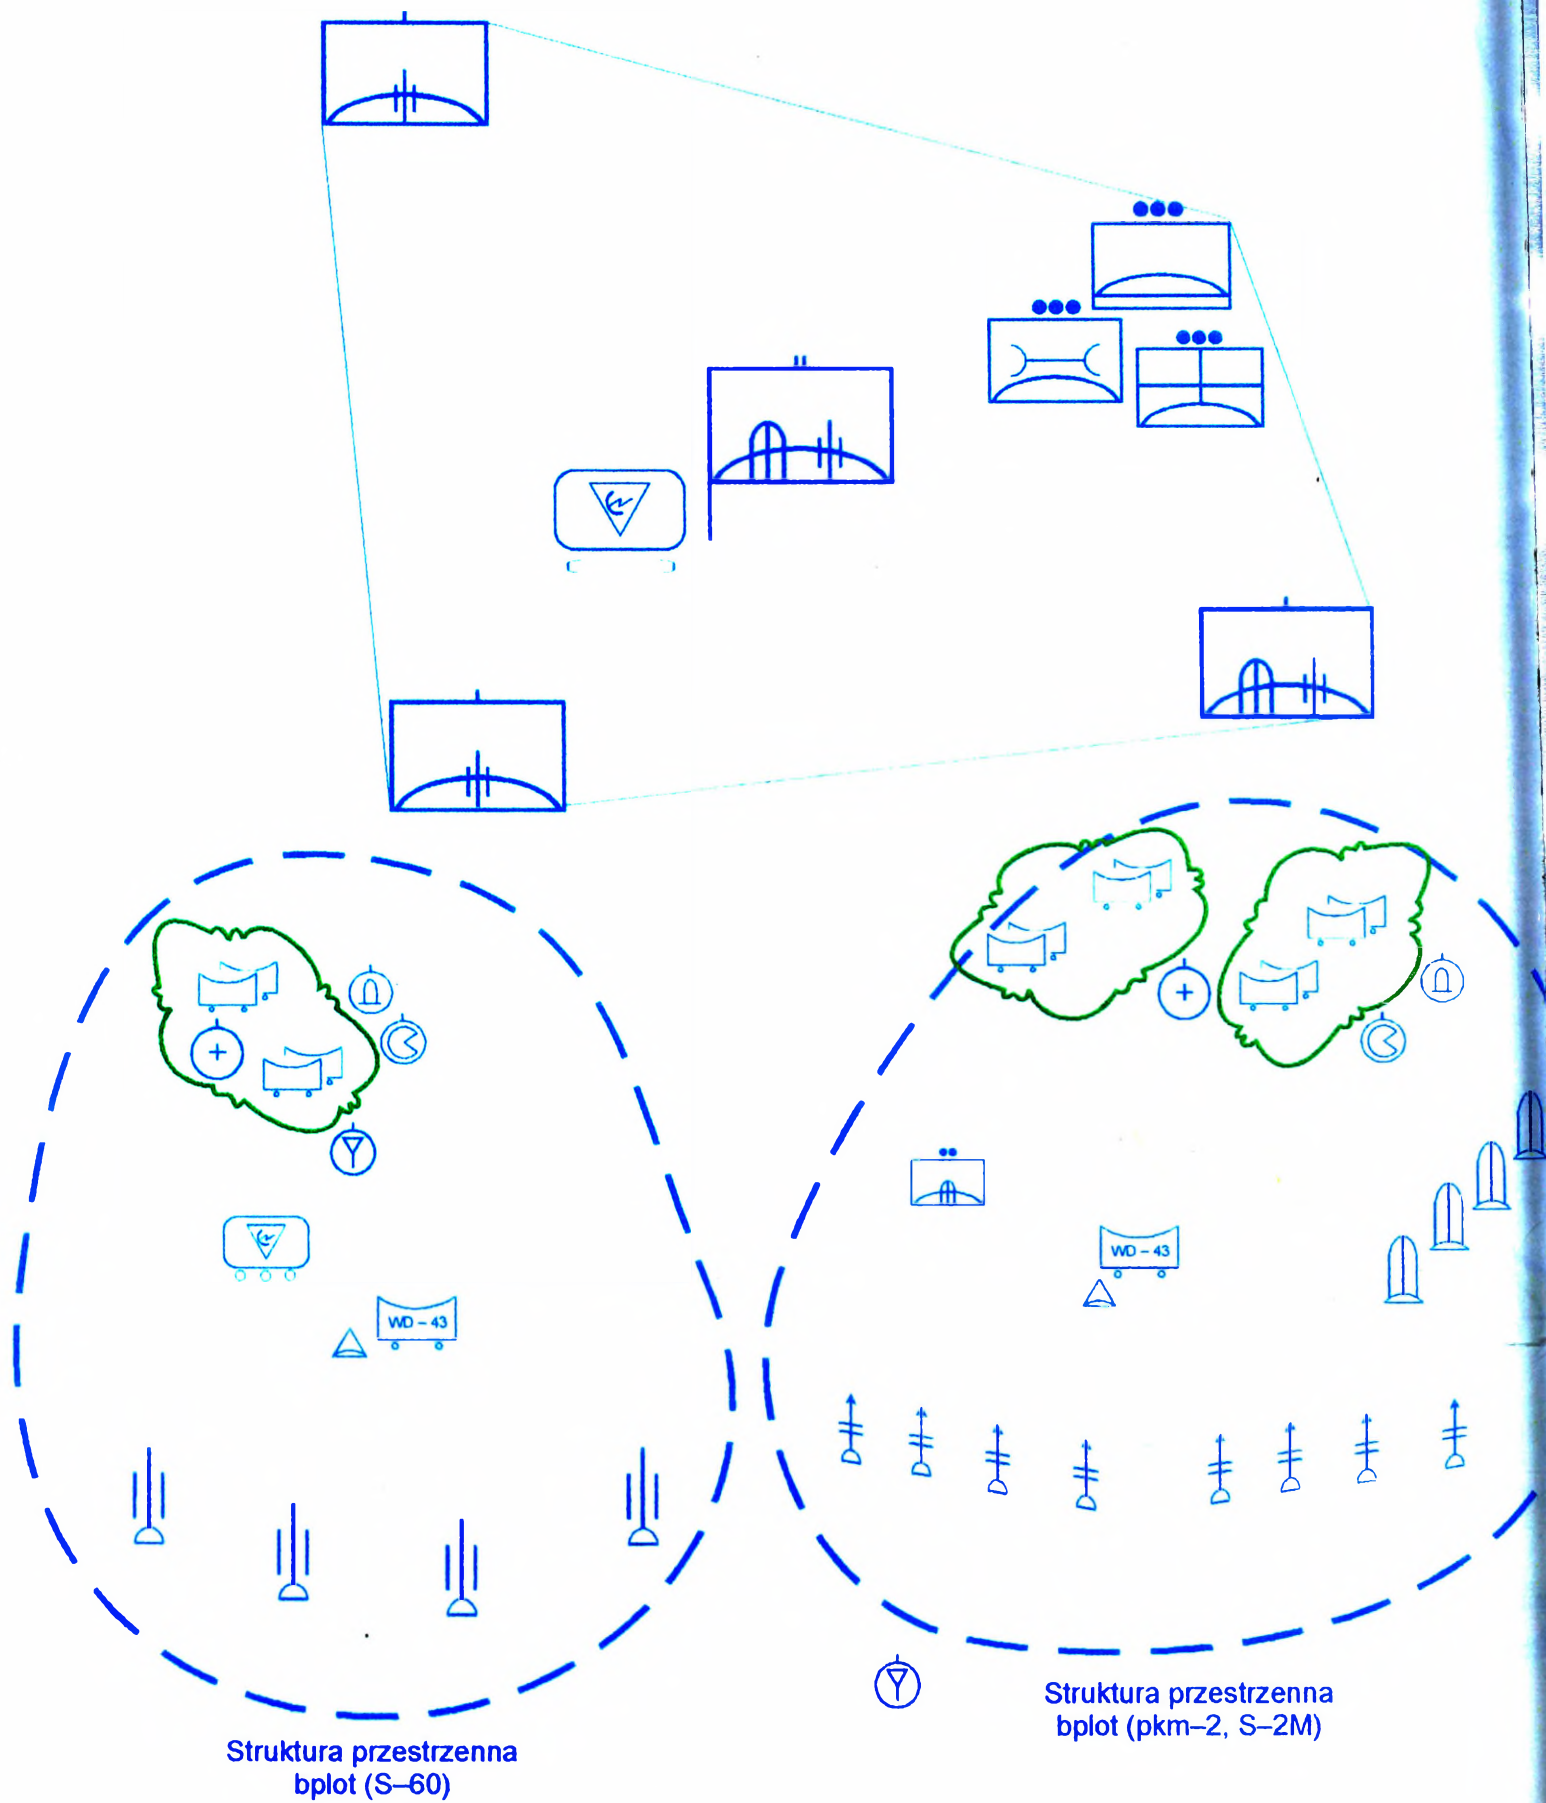 WD – 43
WD – 43
Struktura przestrzenna
bplot (S–60)
Struktura przestrzenna
bplot (pkm–2, S–2M)